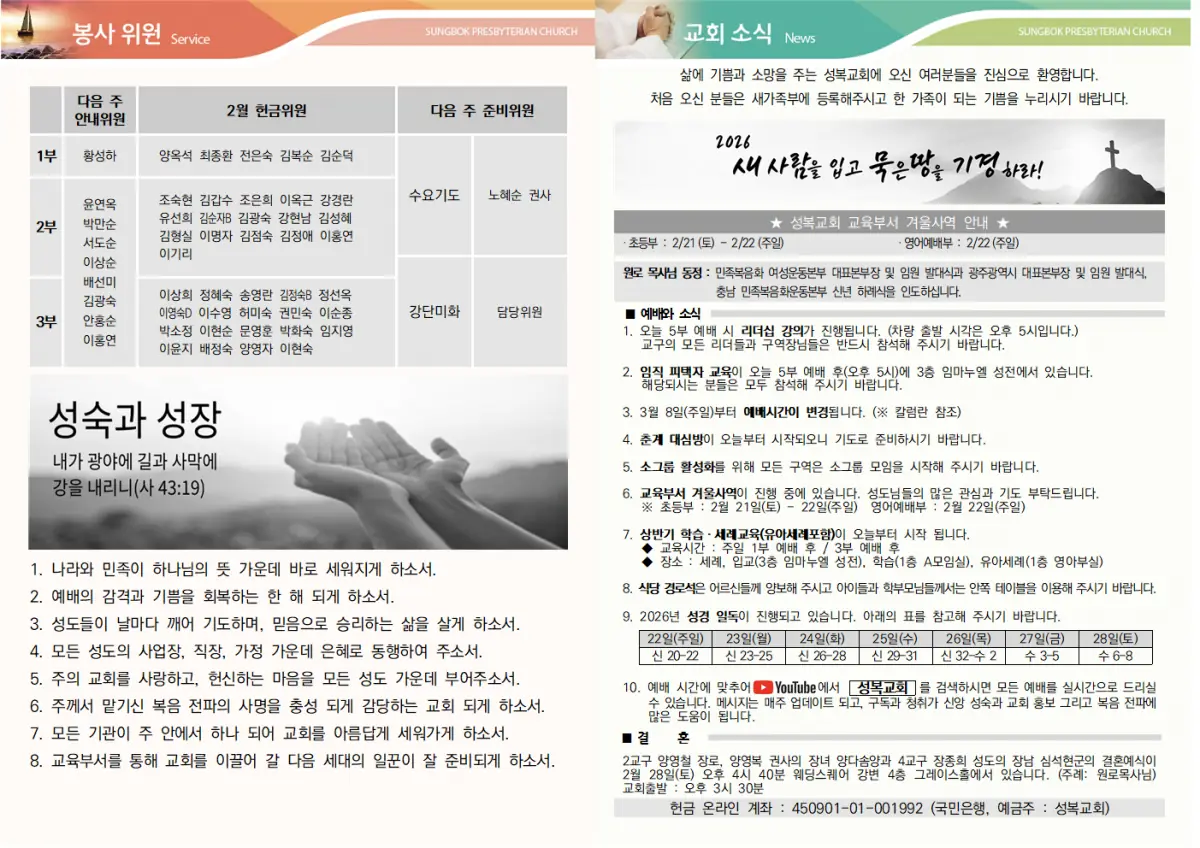 봉사 위원 Service
SUNGBOK PRESBYTERIAN CHURCH
다음 주
안내위원
2월 헌금위원
다음 주 준비위원
1부
황성하
양옥석 최종환 전은숙 김복순 김순덕
2부
3부
윤연옥
박만순
서도순
이상순
배선미
김광숙
안홍순
이홍연
조숙현 김갑수 조은희 이옥근 강경란
유선희 김순자B 김광숙 강현남 김성혜
김형실 이명자 김점숙 김정애 이홍연
이기리
이상희 정혜숙 송영란 김정숙B 정선옥
이영숙D 이수영 허미숙 권민숙 이순종
박소정 이현순 문영훈 박화숙 임지영
이윤지 배정숙 양영자 이현숙
수요기도
노혜순 권사
강단미화
담당위원
성숙과 성장
내가 광야에 길과 사막에
강을 내리니(사 43:19)
1. 나라와 민족이 하나님의 뜻 가운데 바로 세워지게 하소서.
2. 예배의 감격과 기쁨을 회복하는 한 해 되게 하소서.
3. 성도들이 날마다 깨어 기도하며, 믿음으로 승리하는 삶을 살게 하소서.
4. 모든 성도의 사업장, 직장, 가정 가운데 은혜로 동행하여 주소서.
5. 주의 교회를 사랑하고, 헌신하는 마음을 모든 성도 가운데 부어주소서.
6. 주께서 맡기신 복음 전파의 사명을 충성 되게 감당하는 교회 되게 하소서.
7. 모든 기관이 주 안에서 하나 되어 교회를 아름답게 세워가게 하소서.
8. 교육부서를 통해 교회를 이끌어 갈 다음 세대의 일꾼이 잘 준비되게 하소서.
교회 소식 News
SUNGBOK PRESBYTERIAN CHURCH
삶에 기쁨과 소망을 주는 성복교회에 오신 여러분들을 진심으로 환영합니다.
처음 오신 분들은 새가족부에 등록해주시고 한 가족이 되는 기쁨을 누리시기 바랍니다.
2026
새 사람을 입고 묵은땅을 기경하라!
★ 성복교회 교육부서 겨울사역 안내 ★
· 초등부 : 2/21(토) - 2/22(주일) · 영어예배부 : 2/22(주일)
원로 목사님 동정 : 민족복음화 여성운동본부 대표본부장 및 임원 발대식과 광주광역시 대표본부장 및 임원 발대식,
충남 민족복음화운동본부 신년 하례식을 인도하십니다.
■ 예배와 소식
1. 오늘 5부 예배 시 리더십 강의가 진행됩니다. (차량 출발 시각은 오후 5시입니다.)
교구의 모든 리더들과 구역장님들은 반드시 참석해 주시기 바랍니다.
2. 임직 피택자 교육이 오늘 5부 예배 후(오후 5시)에 3층 임마누엘 성전에서 있습니다.
해당되시는 분들은 모두 참석해 주시기 바랍니다.
3. 3월 8일(주일)부터 예배시간이 변경됩니다. (※ 칼럼란 참조)
4. 춘계 대심방이 오늘부터 시작되오니 기도로 준비하시기 바랍니다.
5. 소그룹 활성화를 위해 모든 구역은 소그룹 모임을 시작해 주시기 바랍니다.
6. 교육부서 겨울사역이 진행 중에 있습니다. 성도님들의 많은 관심과 기도 부탁드립니다.
※ 초등부 : 2월 21일(토) - 22일(주일) 영어예배부 : 2월 22일(주일)
7. 상반기 학습 · 세례교육(유아세례포함)이 오늘부터 시작 됩니다.
◆ 교육시간 : 주일 1부 예배 후 / 3부 예배 후
◆ 장소 : 세례, 입교(3층 임마누엘 성전), 학습(1층 A모임실), 유아세례(1층 영아부실)
8. 식당 경로석은 어르신들께 양보해 주시고 아이들과 학부모님들께서는 안쪽 테이블을 이용해 주시기 바랍니다.
9. 2026년 성경 일독이 진행되고 있습니다. 아래의 표를 참고해 주시기 바랍니다.
22일(주일) 23일(월) 24일(화) 25일(수) 26일(목) 27일(금) 28일(토)
신 20-22 신 23-25 신 26-28 신 29-31 신 32-수 2 수 3-5 수 6-8
10. 예배 시간에 맞추어 YouTube에서 성복교회 를 검색하시면 모든 예배를 실시간으로 드리실
수 있습니다. 메시지는 매주 업데이트 되고, 구독과 청취가 신앙 성숙과 교회 홍보 그리고 복음 전파에
많은 도움이 됩니다.
■ 결 혼
2교구 양영철 장로, 양영복 권사의 장녀 양다솜양과 4교구 장종희 성도의 장남 심석현군의 결혼예식이
2월 28일(토) 오후 4시 40분 웨딩스퀘어 강변 4층 그레이스홀에서 있습니다. (주례: 원로목사님)
교회출발 : 오후 3시 30분
헌금 온라인 계좌 : 450901-01-001992 (국민은행, 예금주 : 성복교회)